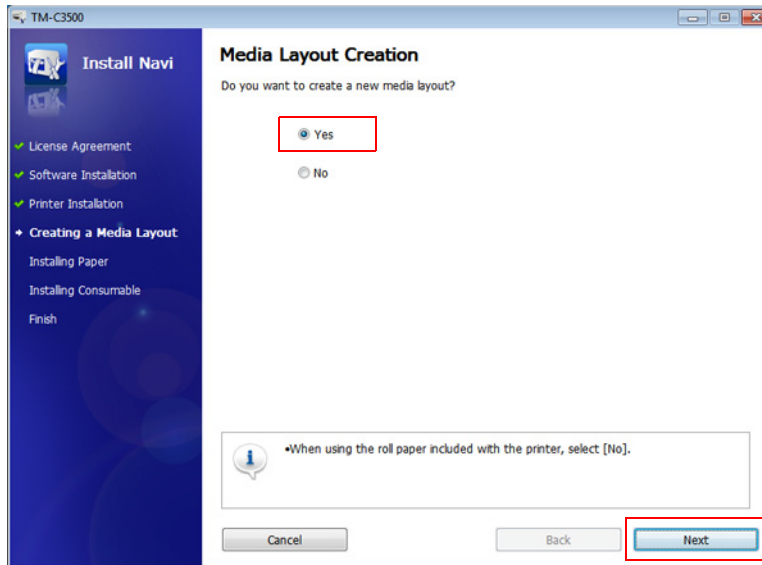 TM-C3500
Install Navi
License Agreement
Software Installation
Printer Installation
Creating a Media Layout
Installing Paper
Installing Consumable
Finish
Media Layout Creation
Do you want to create a new media layout?
Yes
No
•When using the roll paper included with the printer, select [No].
Cancel
Back
Next